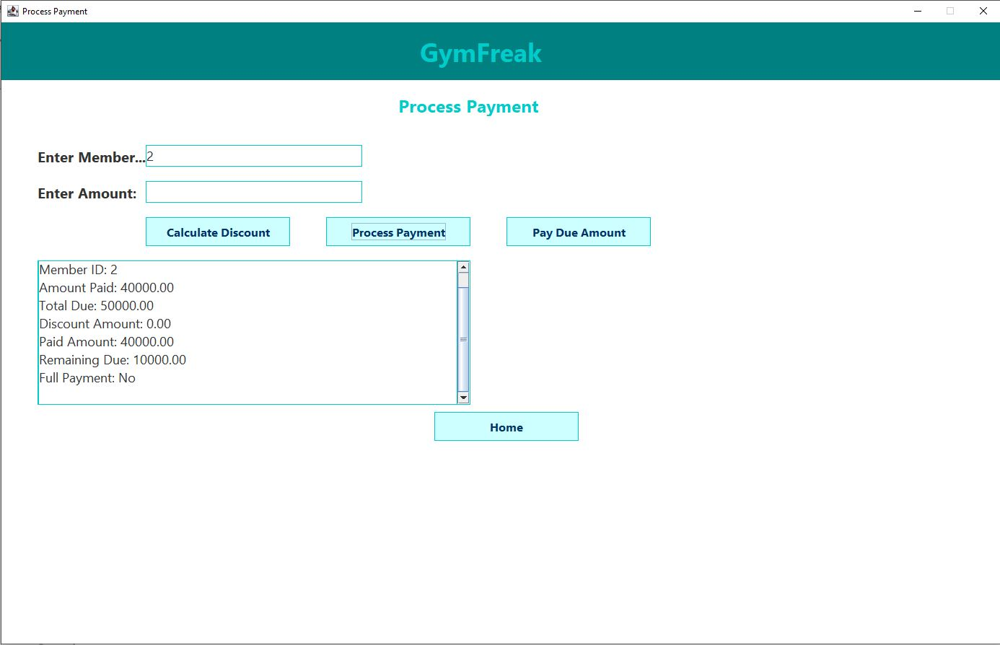 Process Payment
GymFreak
Process Payment
Enter Member... 2
Enter Amount:
Calculate Discount Process Payment Pay Due Amount
Member ID: 2
Amount Paid: 40000.00
Total Due: 50000.00
Discount Amount: 0.00
Paid Amount: 40000.00
Remaining Due: 10000.00
Full Payment: No
Home